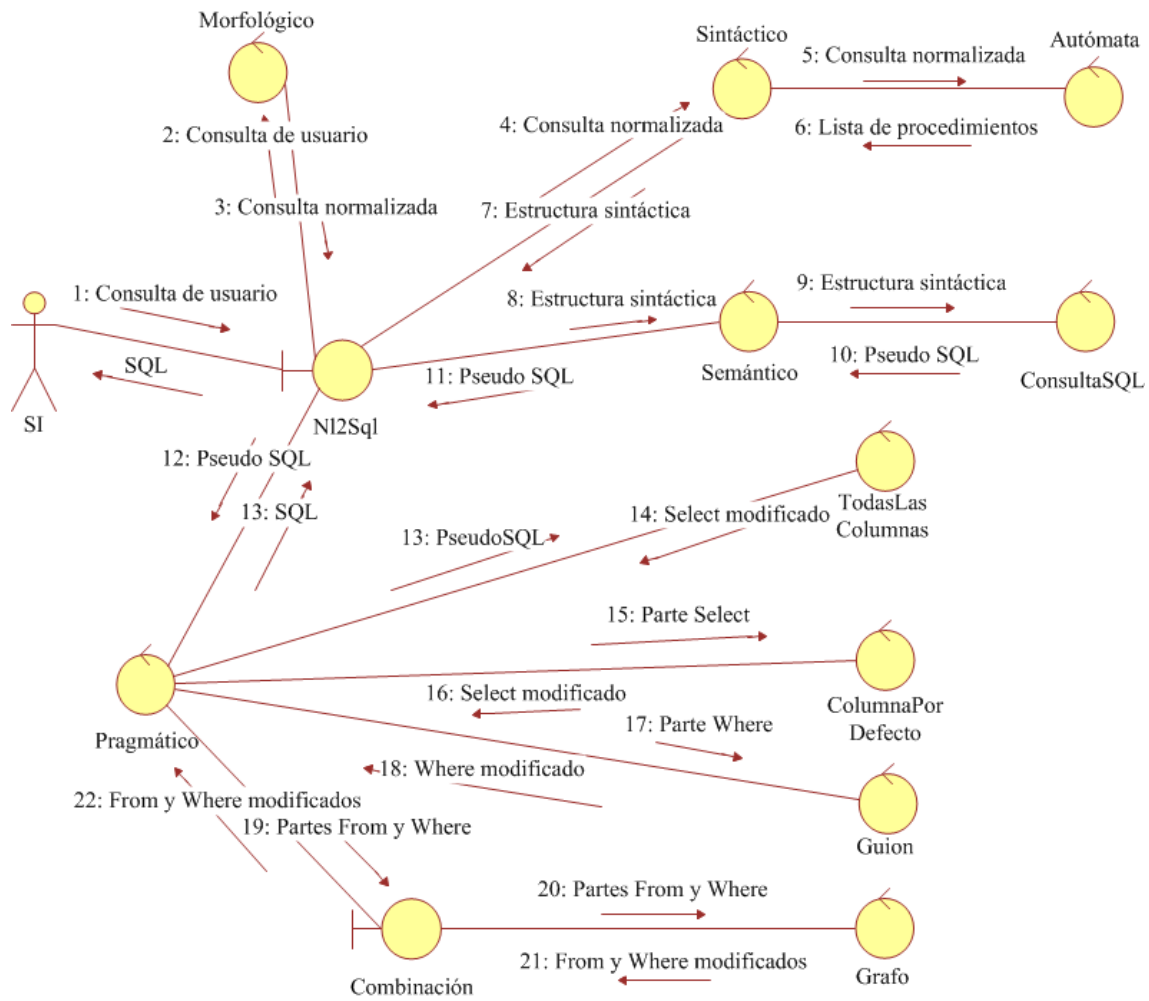 Morfológico
Sintáctico
Autómata
5: Consulta normalizada
4: Consulta normalizada
6: Lista de procedimientos
2: Consulta de usuario
3: Consulta normalizada
7: Estructura sintáctica
1: Consulta de usuario
8: Estructura sintáctica
9: Estructura sintáctica
SQL
11: Pseudo SQL
Semántico
10: Pseudo SQL
ConsultaSQL
SI
Nl2Sql
12: Pseudo SQL
13: SQL
13: PseudoSQL
14: Select modificado
TodasLas
Columnas
15: Parte Select
16: Select modificado
ColumnaPor
Defecto
17: Parte Where
Pragmático
18: Where modificado
22: From y Where modificados
19: Partes From y Where
Guion
20: Partes From y Where
21: From y Where modificados
Combinación
Grafo